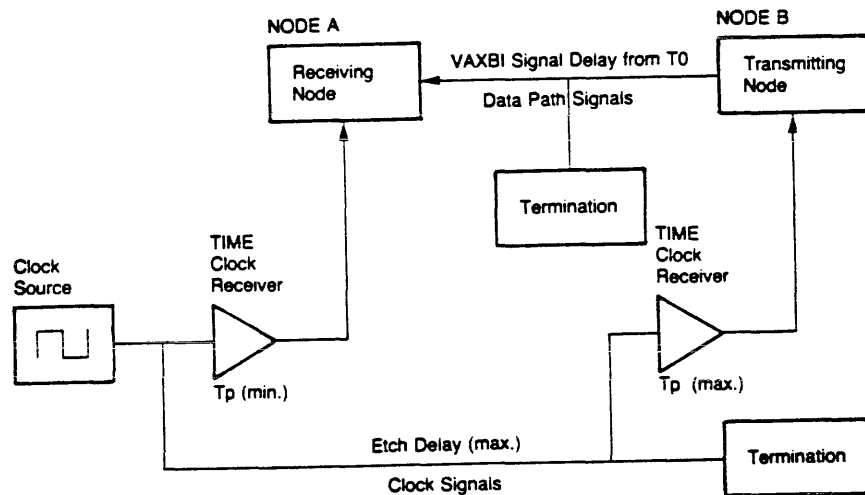 NODE A
NODE B
Receiving
Node
VAXBI Signal Delay from T0
Data Path Signals
Transmitting
Node
Termination
Clock
Source
TIME
Clock
Receiver
Tp (min.)
TIME
Clock
Receiver
Tp (max.)
Etch Delay (max.)
Clock Signals
Termination